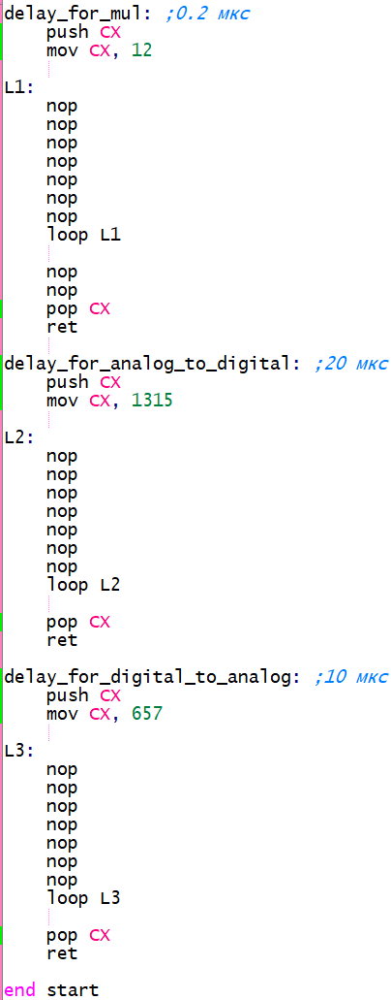 delay_for_mul: ;0.2 мкс
push CX
mov CX, 12
L1:
nop
nop
nop
nop
nop
nop
nop
loop L1
nop
nop
pop CX
ret
delay_for_analog_to_digital: ;20 мкс
push CX
mov CX, 1315
L2:
nop
nop
nop
nop
nop
nop
nop
loop L2
pop CX
ret
delay_for_digital_to_analog: ;10 мкс
push CX
mov CX, 657
L3:
nop
nop
nop
nop
nop
nop
nop
loop L3
pop CX
ret
end start